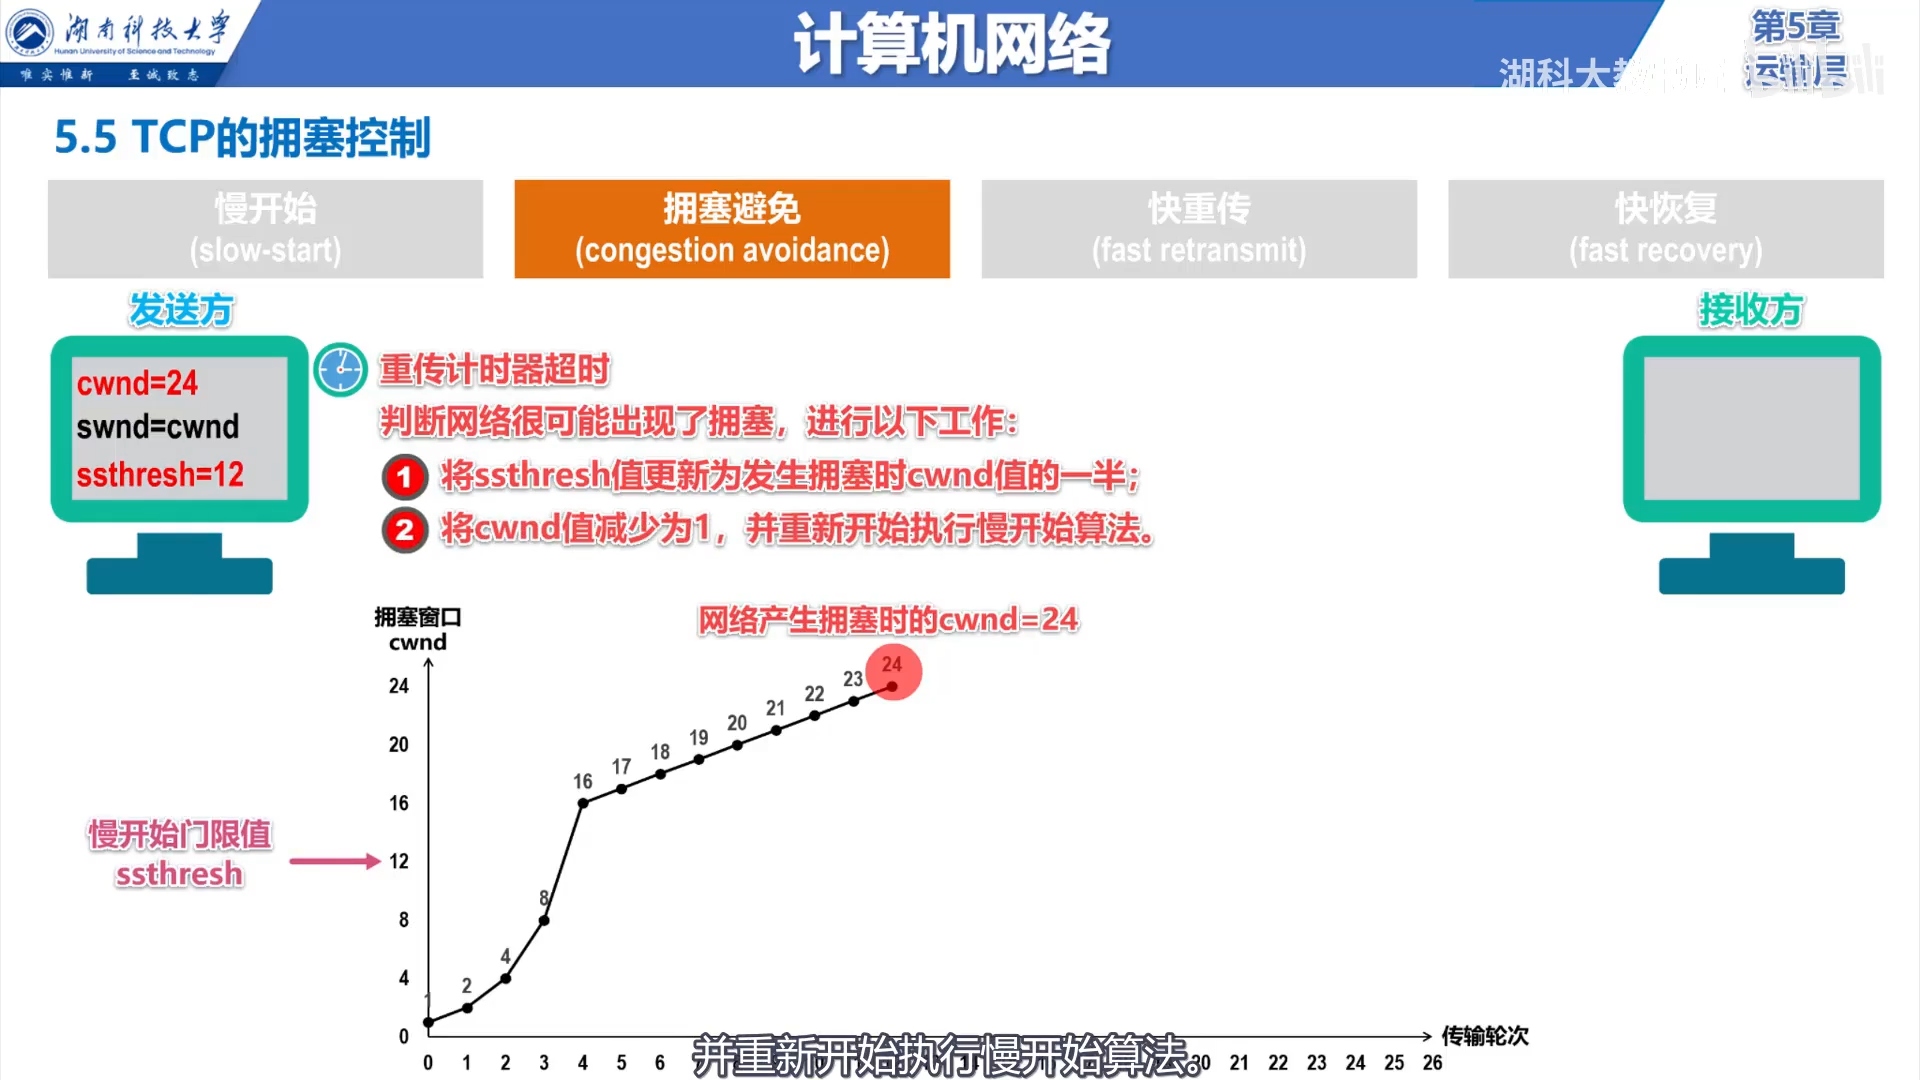 湖南科技大学
Hunan University of Science and Technology
唯实惟新 至诚致志
计算机网络
第5章
运输层
湖科大教
5.5 TCP的拥塞控制
慢开始
(slow-start)
拥塞避免
(congestion avoidance)
快重传
(fast retransmit)
快恢复
(fast recovery)
发送方
接收方
cwnd=24
swnd=cwnd
ssthresh=12
重传计时器超时
判断网络很可能出现了拥塞，进行以下工作：
1 将ssthresh值更新为发生拥塞时cwnd值的一半；
2 将cwnd值减少为1，并重新开始执行慢开始算法。
拥塞窗口
cwnd
网络产生拥塞时的cwnd=24
24
20
16
12
8
4
0
慢开始门限值
ssthresh
1 2 4 8 16 17 18 19 20 21 22 23 24
0 1 2 3 4 5 6 20 21 22 23 24 25 26
传输轮次
并重新开始执行慢开始算法。